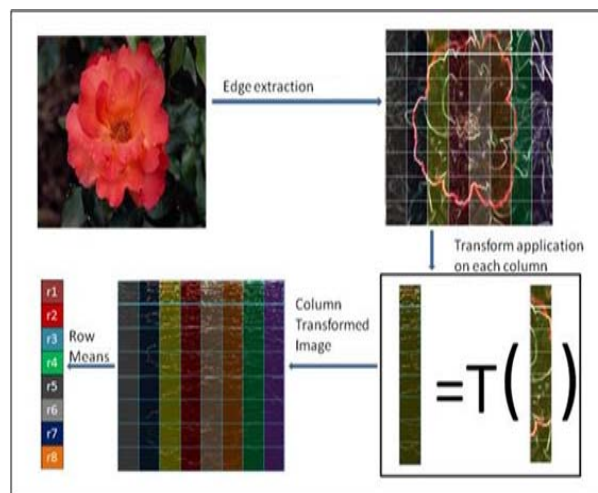 Edge extraction
Transform application
on each column
=T( )
Column
Transformed
Image
Row
Means
r1
r2
r3
r4
r5
r6
r7
r8